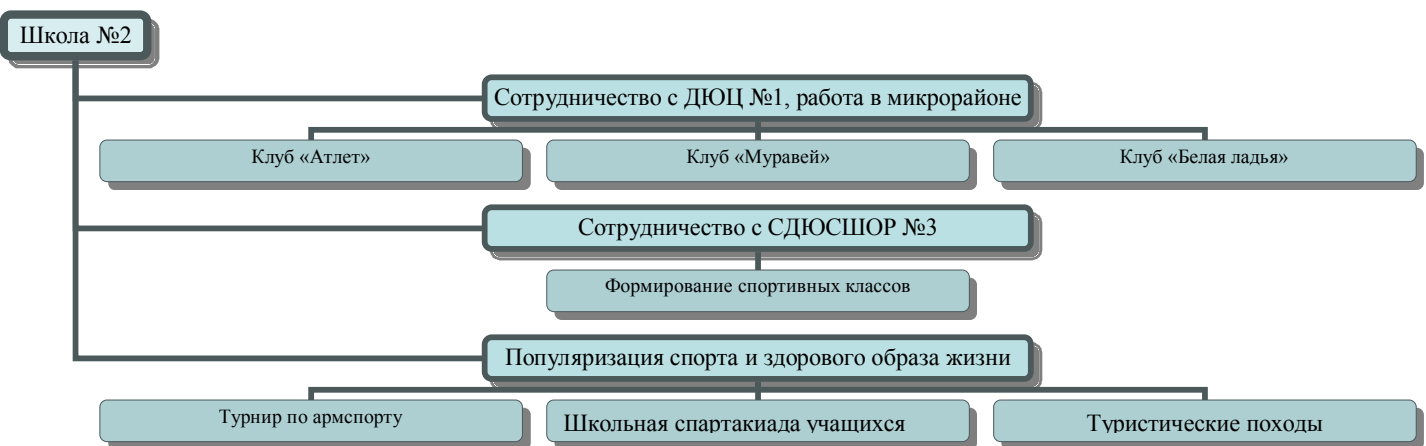 Школа №2
Сотрудничество с ДЮЦ №1, работа в микрорайоне
Клуб «Атлет»
Клуб «Муравей»
Клуб «Белая ладья»
Сотрудничество с СДЮСШОР №3
Формирование спортивных классов
Популяризация спорта и здорового образа жизни
Турнир по армспорту
Школьная спартакиада учащихся
Туристические походы